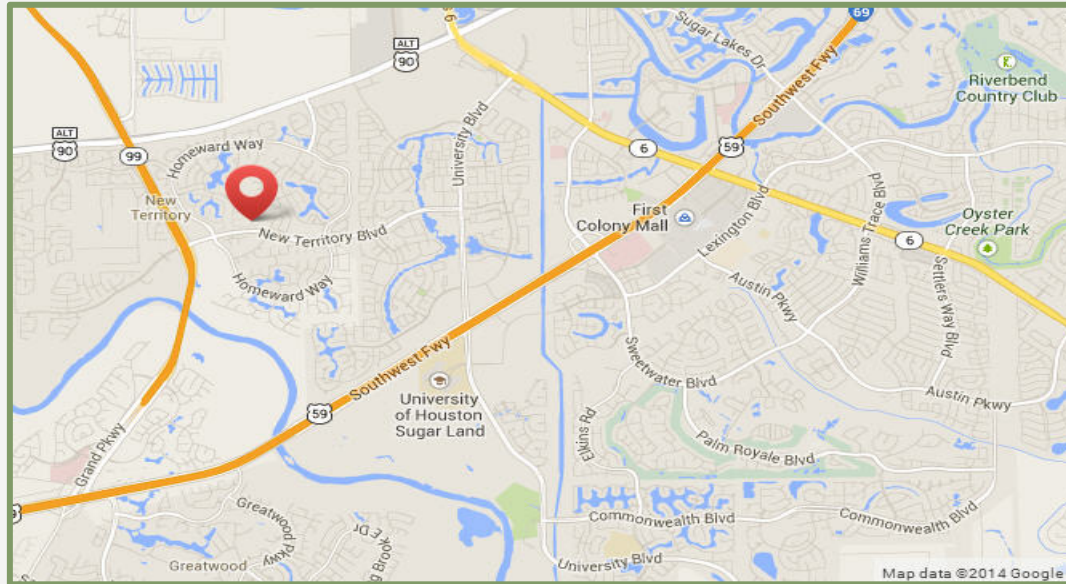 69
Sugar Lakes Dr
6
Southwest Fwy
Riverbend
Country Club
ALT
90
ALT
90
99
Homeward Way
University Blvd
59
6
New
Territory
First
Colony Mall
Lexington Blvd
Williams Trace Blvd
Oyster
Creek Park
New Territory Blvd
6
Settlers Way Blvd
Homeward Way
Austin Pkwy
Southwest Fwy
Sweetwater Blvd
59
University
of Houston
Sugar Land
Austin Pkwy
Elkins Rd
Palm Royale Blvd
Grand Pkwy
Greatwood Pkwy
Commonwealth Blvd
Commonwealth Blvd
Greatwood
Brook
University Blvd
Map data ©2014 Google